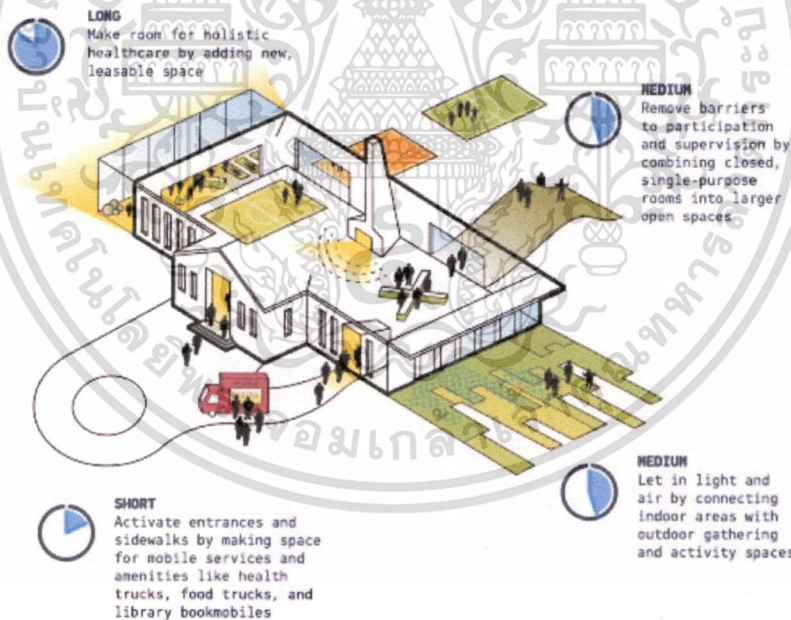 LONG
Make room for holistic
healthcare by adding new,
leasable space
MEDIUM
Remove barriers
to participation
and supervision by
combining closed,
single-purpose
rooms into larger
open spaces
SHORT
Activate entrances and
sidewalks by making space
for mobile services and
amenities like health
trucks, food trucks, and
library bookmobiles
MEDIUM
Let in light and
air by connecting
indoor areas with
outdoor gathering
and activity spaces